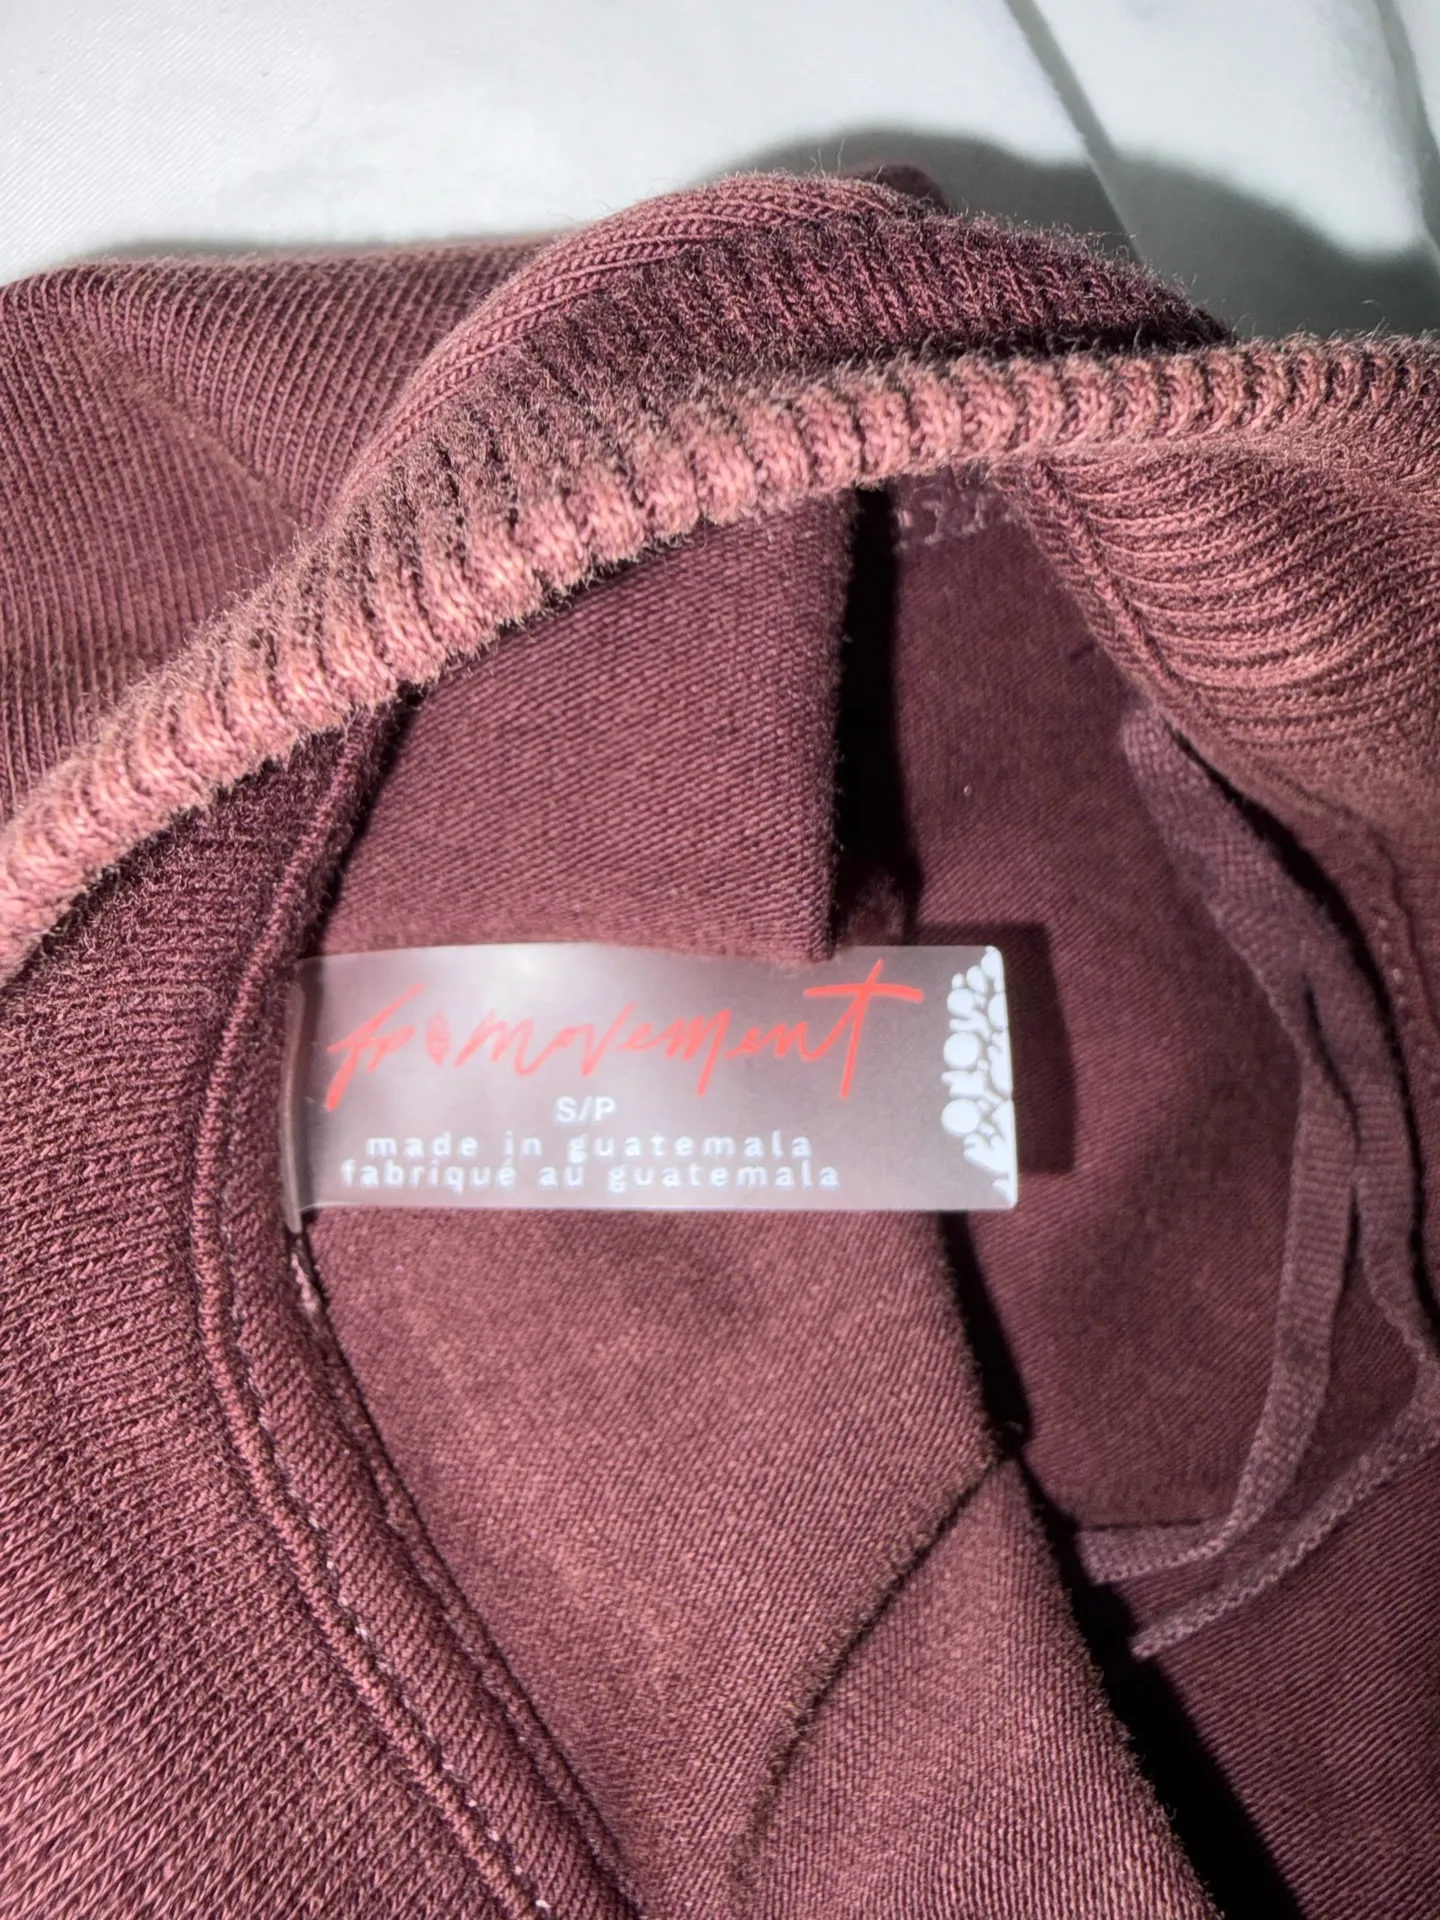 fp movement
S/P
made in guatemala
fabriqué au guatemala